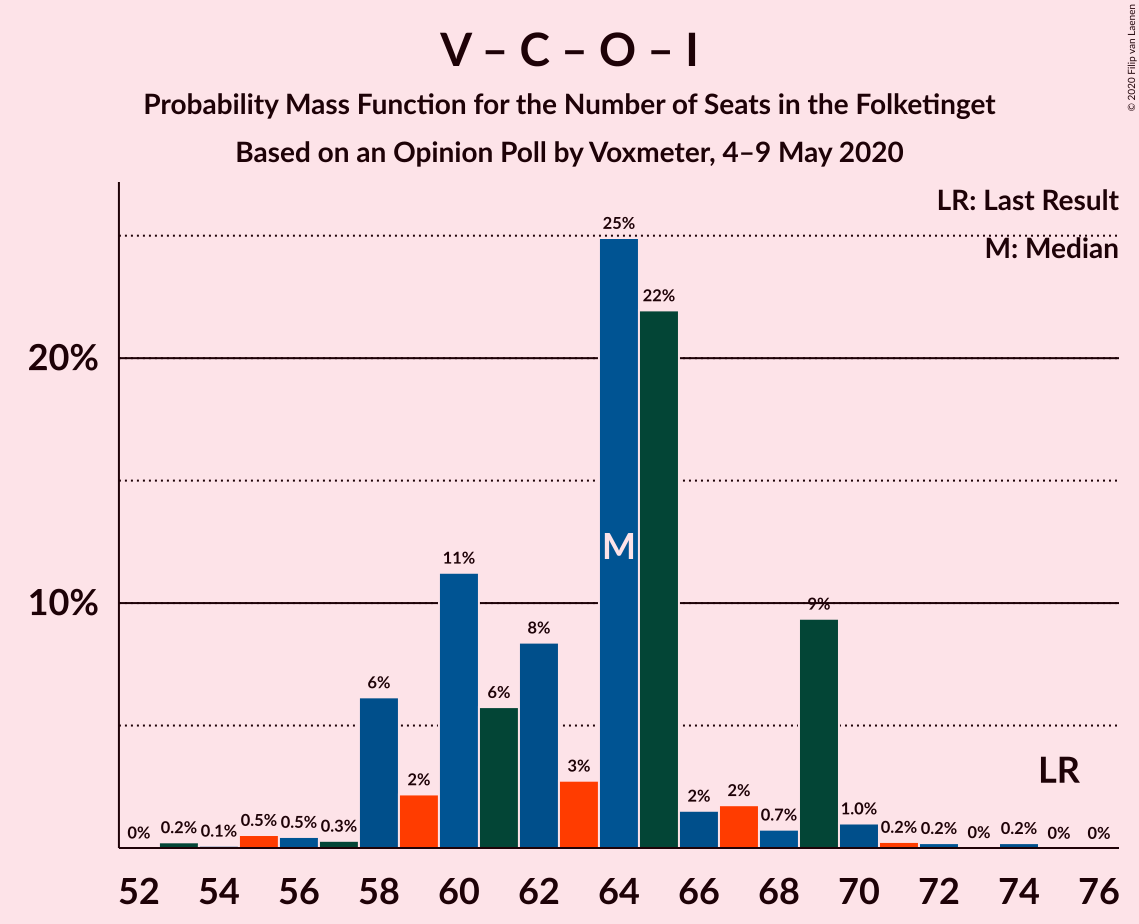 V – C – O – I
Probability Mass Function for the Number of Seats in the Folketinget
Based on an Opinion Poll by Voxmeter, 4–9 May 2020
© 2020 Filip van Laenen
LR: Last Result
M: Median
20%
10%
0% 0.2% 0.1% 0.5% 0.5% 0.3% 6% 2% 11% 6% 8% 3% 25% 22% 2% 2% 0.7% 9% 1.0% 0.2% 0.2% 0% 0.2% 0% 0%
M
LR
52 54 56 58 60 62 64 66 68 70 72 74 76